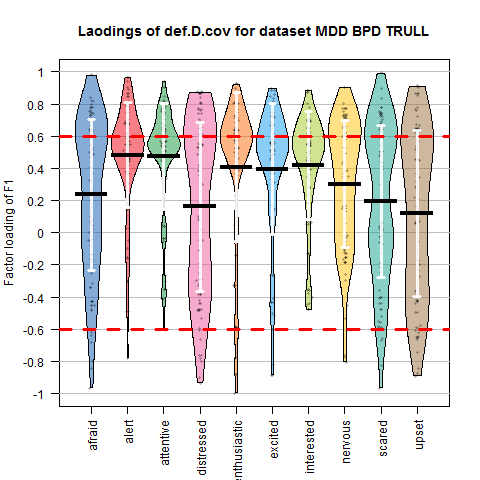 Laodings of def.D.cov for dataset MDD BPD TRULL
Factor loading of F1
1
0.8
0.6
0.4
0.2
0
-0.2
-0.4
-0.6
-0.8
-1
afraid
alert
attentive
distressed
enthusiastic
excited
interested
nervous
scared
upset